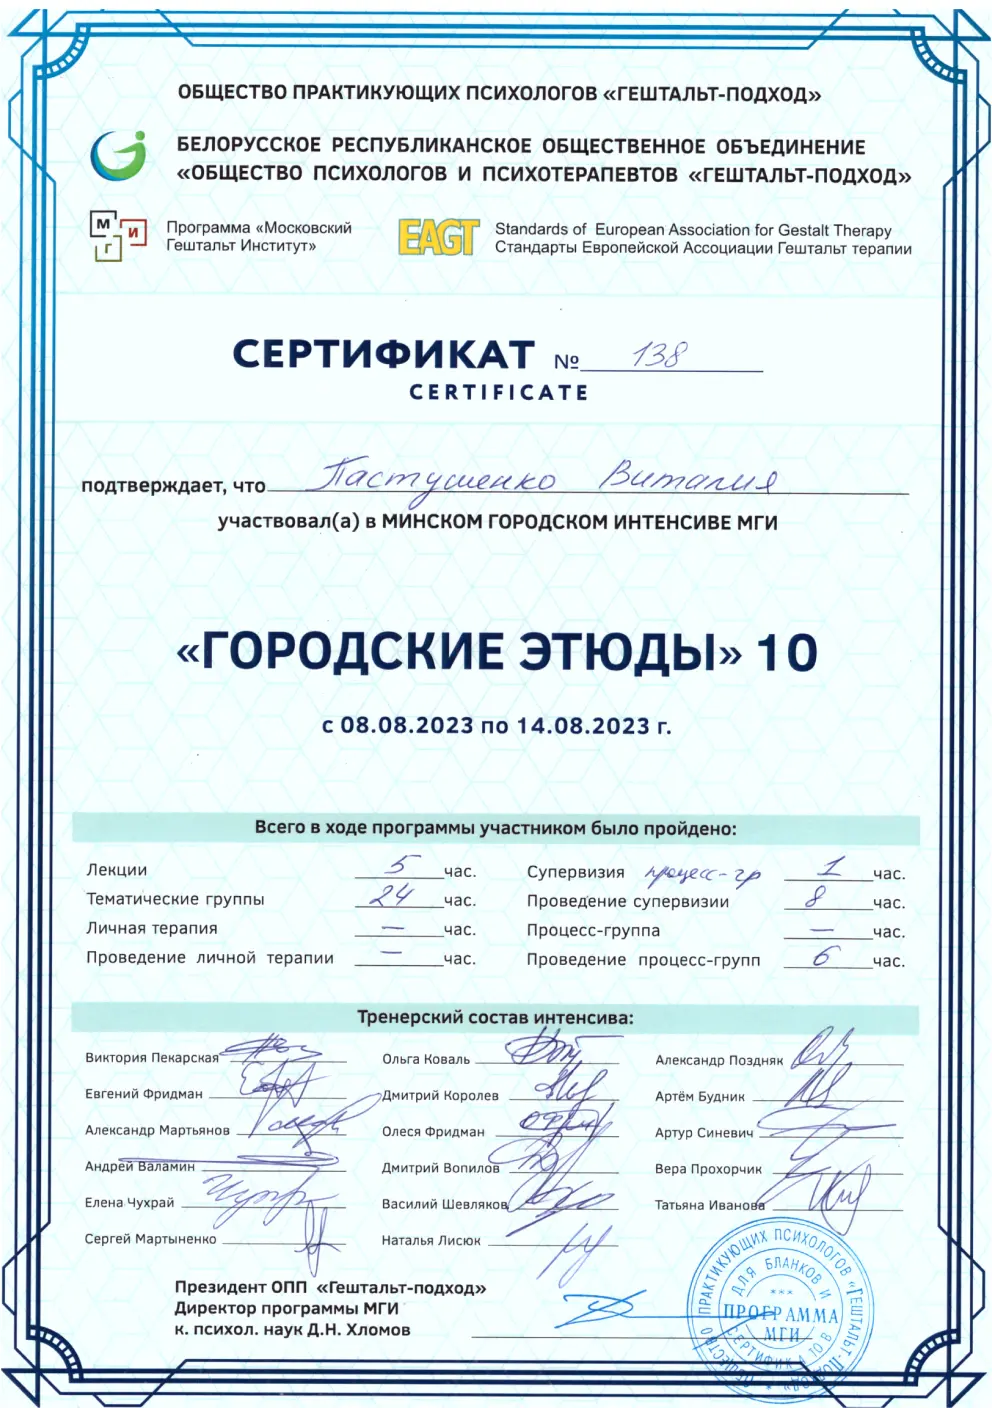 ОБЩЕСТВО ПРАКТИКУЮЩИХ ПСИХОЛОГОВ «ГЕШТАЛЬТ-ПОДХОД»
БЕЛОРУССКОЕ РЕСПУБЛИКАНСКОЕ ОБЩЕСТВЕННОЕ ОБЪЕДИНЕНИЕ
«ОБЩЕСТВО ПСИХОЛОГОВ И ПСИХОТЕРАПЕВТОВ «ГЕШТАЛЬТ-ПОДХОД»
М И Г
Программа «Московский
Гештальт Институт»
EAGT
Standards of European Association for Gestalt Therapy
Стандарты Европейской Ассоциации Гештальт терапии
СЕРТИФИКАТ № 138
CERTIFICATE
подтверждает, что Пастушенко Виталия
участвовал(а) в МИНСКОМ ГОРОДСКОМ ИНТЕНСИВЕ МГИ
«ГОРОДСКИЕ ЭТЮДЫ» 10
с 08.08.2023 по 14.08.2023 г.
Всего в ходе программы участником было пройдено:
Лекции 5 час.
Тематические группы 24 час.
Личная терапия — час.
Проведение личной терапии — час.
Супервизия процесс-гр 1 час.
Проведение супервизии 8 час.
Процесс-группа — час.
Проведение процесс-групп 6 час.
Тренерский состав интенсива:
Виктория Пекарская
Евгений Фридман
Александр Мартьянов
Андрей Валамин
Елена Чухрай
Сергей Мартыненко
Ольга Коваль
Дмитрий Королев
Олеся Фридман
Дмитрий Вопилов
Василий Шевляков
Наталья Лисюк
Александр Поздняк
Артём Будник
Артур Синевич
Вера Прохорчик
Татьяна Иванова
Президент ОПП «Гештальт-подход»
Директор программы МГИ
к. психол. наук Д.Н. Хломов
ОБЩЕСТВО ПРАКТИКУЮЩИХ ПСИХОЛОГОВ «ГЕШТАЛЬТ-ПОДХОД»
ДЛЯ БЛАНКОВ И
ПРОГРАММА
МГИ